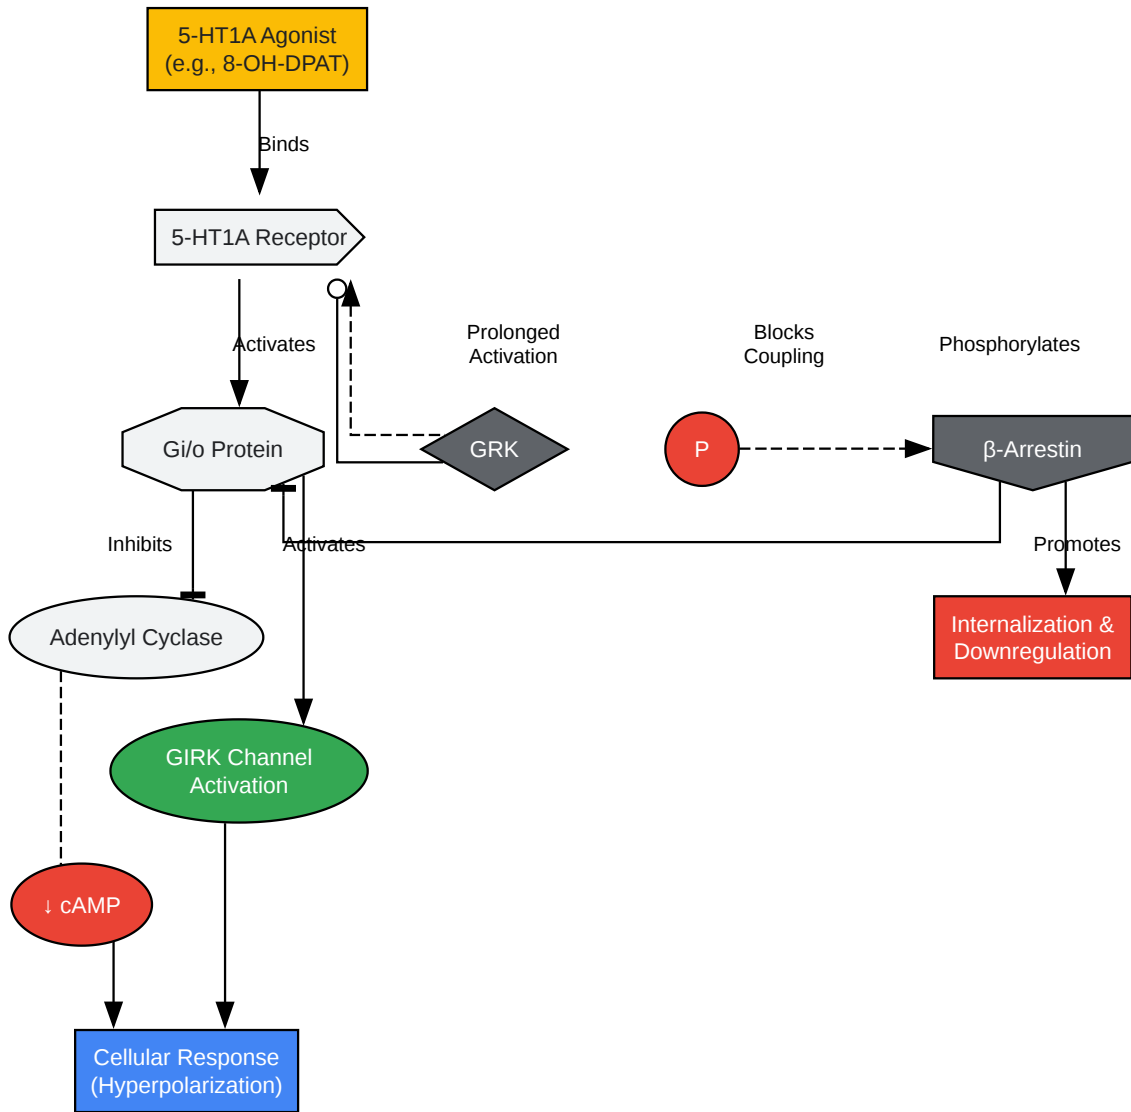 5-HT1A Agonist
(e.g., 8-OH-DPAT)
Binds
5-HT1A Receptor
Activates
Prolonged
Activation
Blocks
Coupling
Phosphorylates
Gi/o Protein
GRK
P
β-Arrestin
Inhibits
Activates
Promotes
Adenylyl Cyclase
Internalization &
Downregulation
GIRK Channel
Activation
↓ cAMP
Cellular Response
(Hyperpolarization)